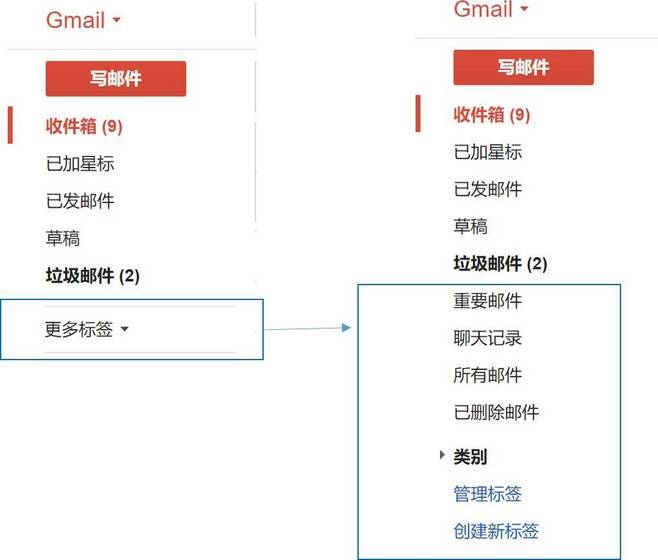 Gmail
写邮件
收件箱 (9)
已加星标
已发邮件
草稿
垃圾邮件 (2)
更多标签
Gmail
写邮件
收件箱 (9)
已加星标
已发邮件
草稿
垃圾邮件 (2)
重要邮件
聊天记录
所有邮件
已删除邮件
类别
管理标签
创建新标签